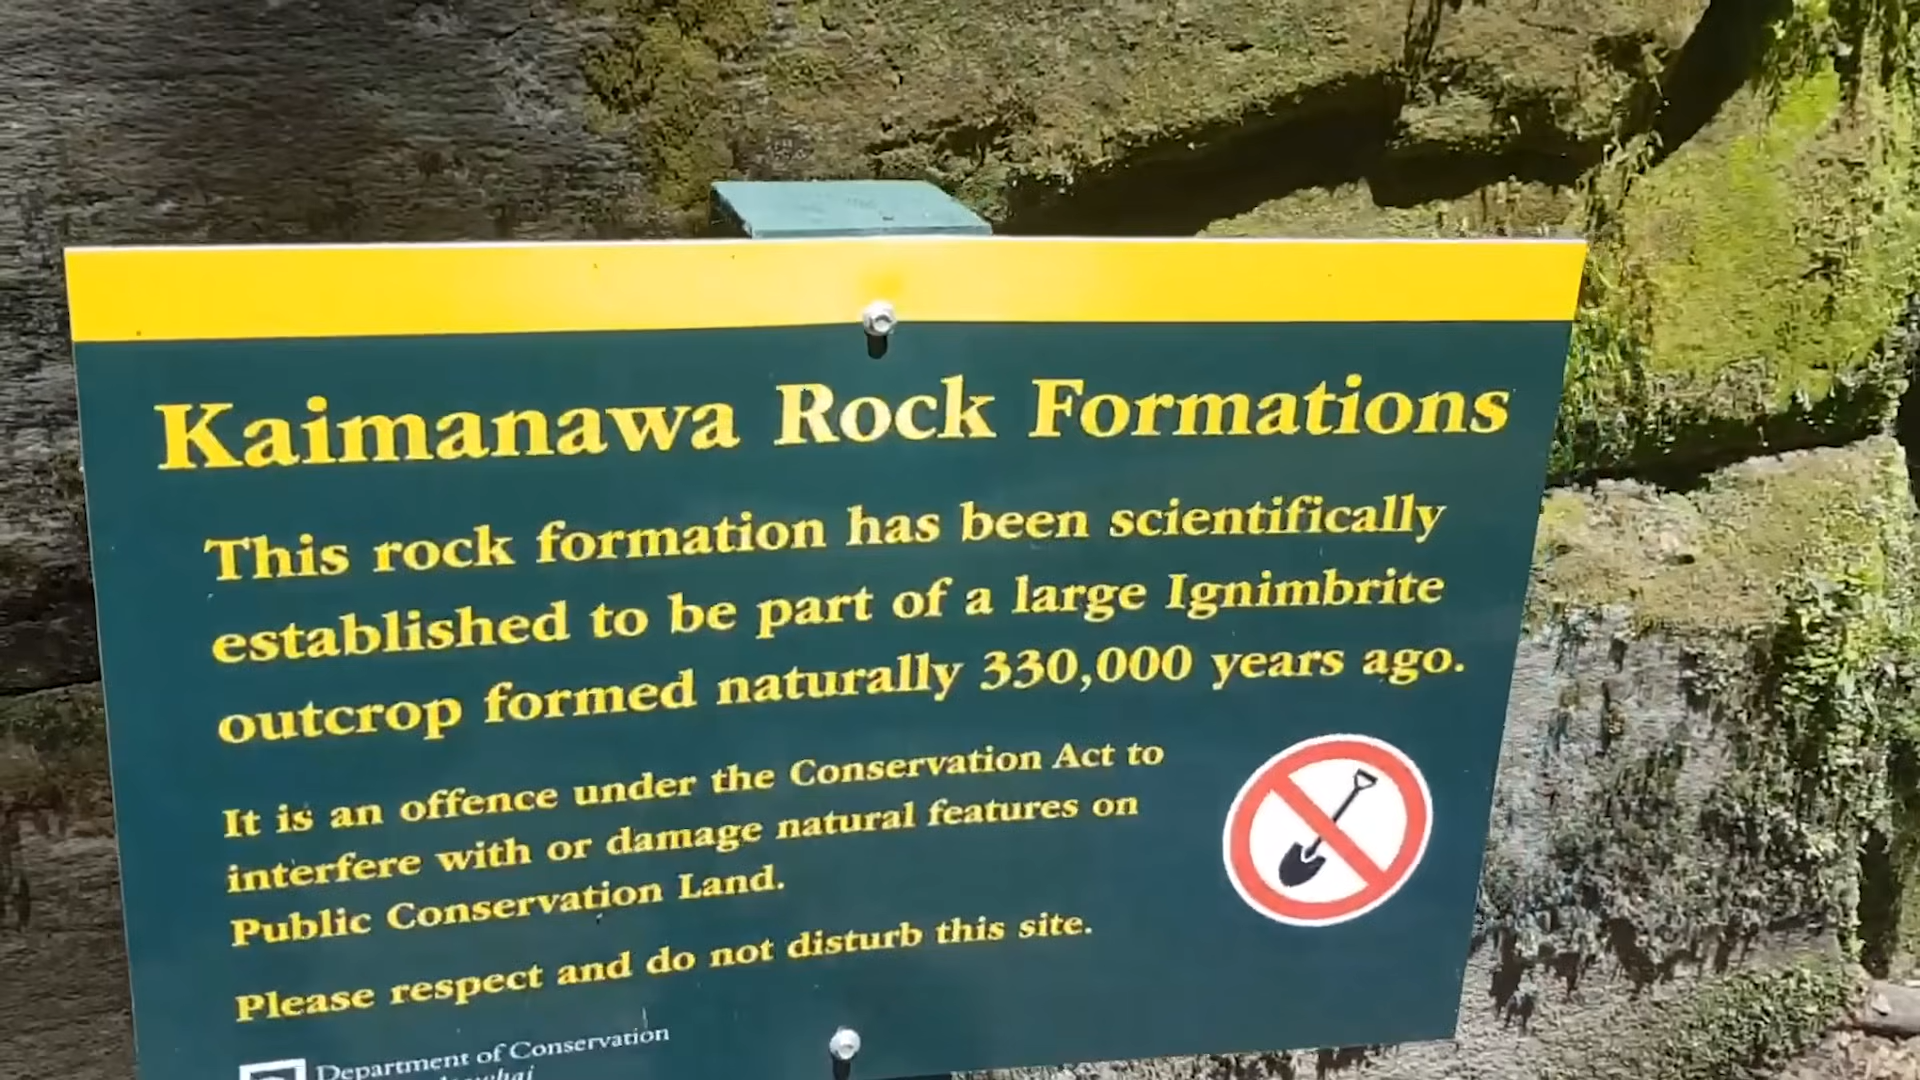 Kaimanawa Rock Formations
This rock formation has been scientifically
established to be part of a large Ignimbrite
outcrop formed naturally 330,000 years ago.
It is an offence under the Conservation Act to
interfere with or damage natural features on
Public Conservation Land.
Please respect and do not disturb this site.
Department of Conservation